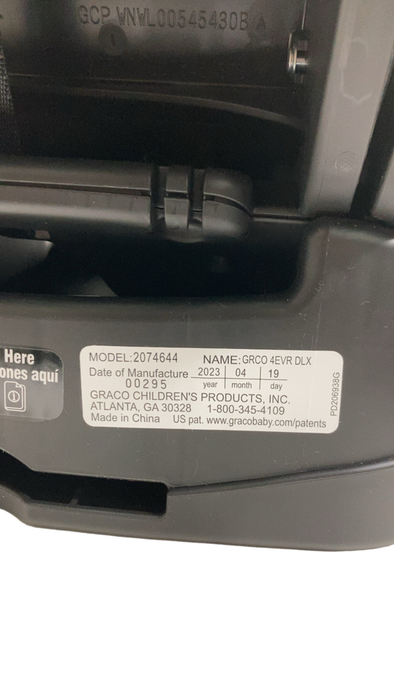 GCP WNWL00545430B A
Here
ones aquí
MODEL:2074644 NAME:GRCO 4EVR DLX
Date of Manufacture 2023 04 19
00295 year month day
GRACO CHILDREN'S PRODUCTS, INC.
ATLANTA, GA 30328 1-800-345-4109
Made in China US pat. www.gracobaby.com/patents
PD206938G